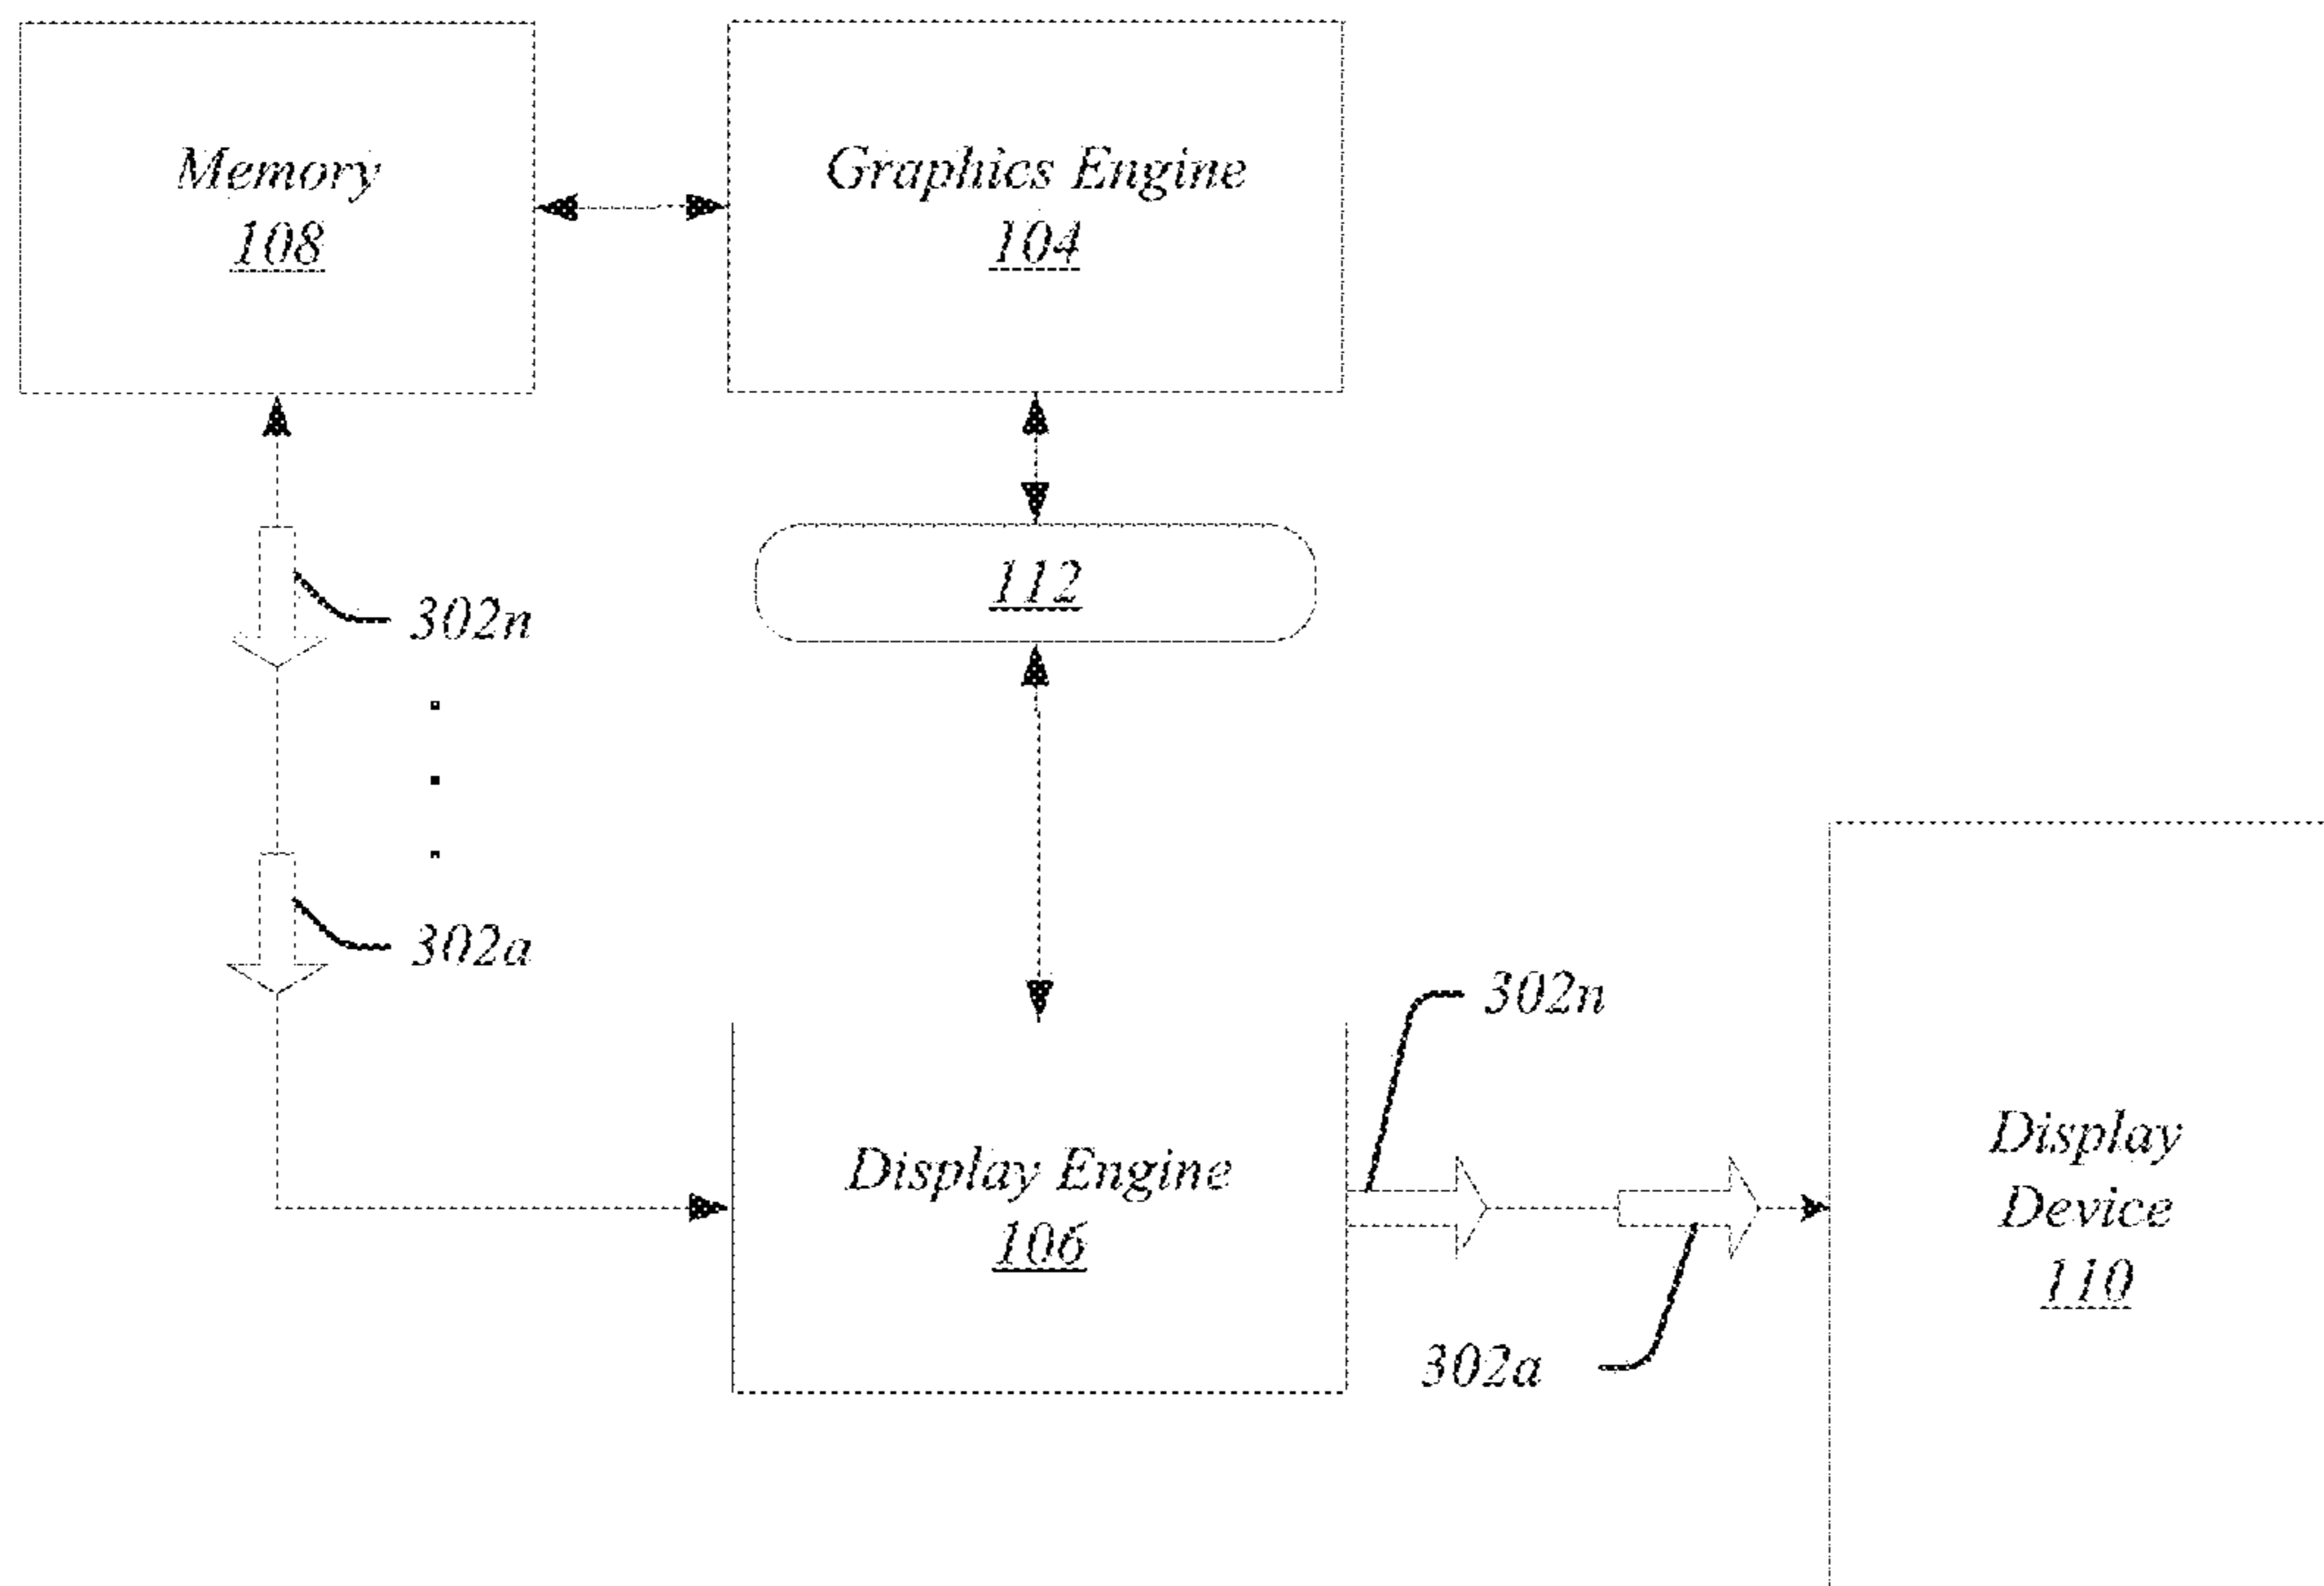 Memory
108
Graphics Engine
104
112
302n
302a
302n
Display Engine
106
302a
Display
Device
110